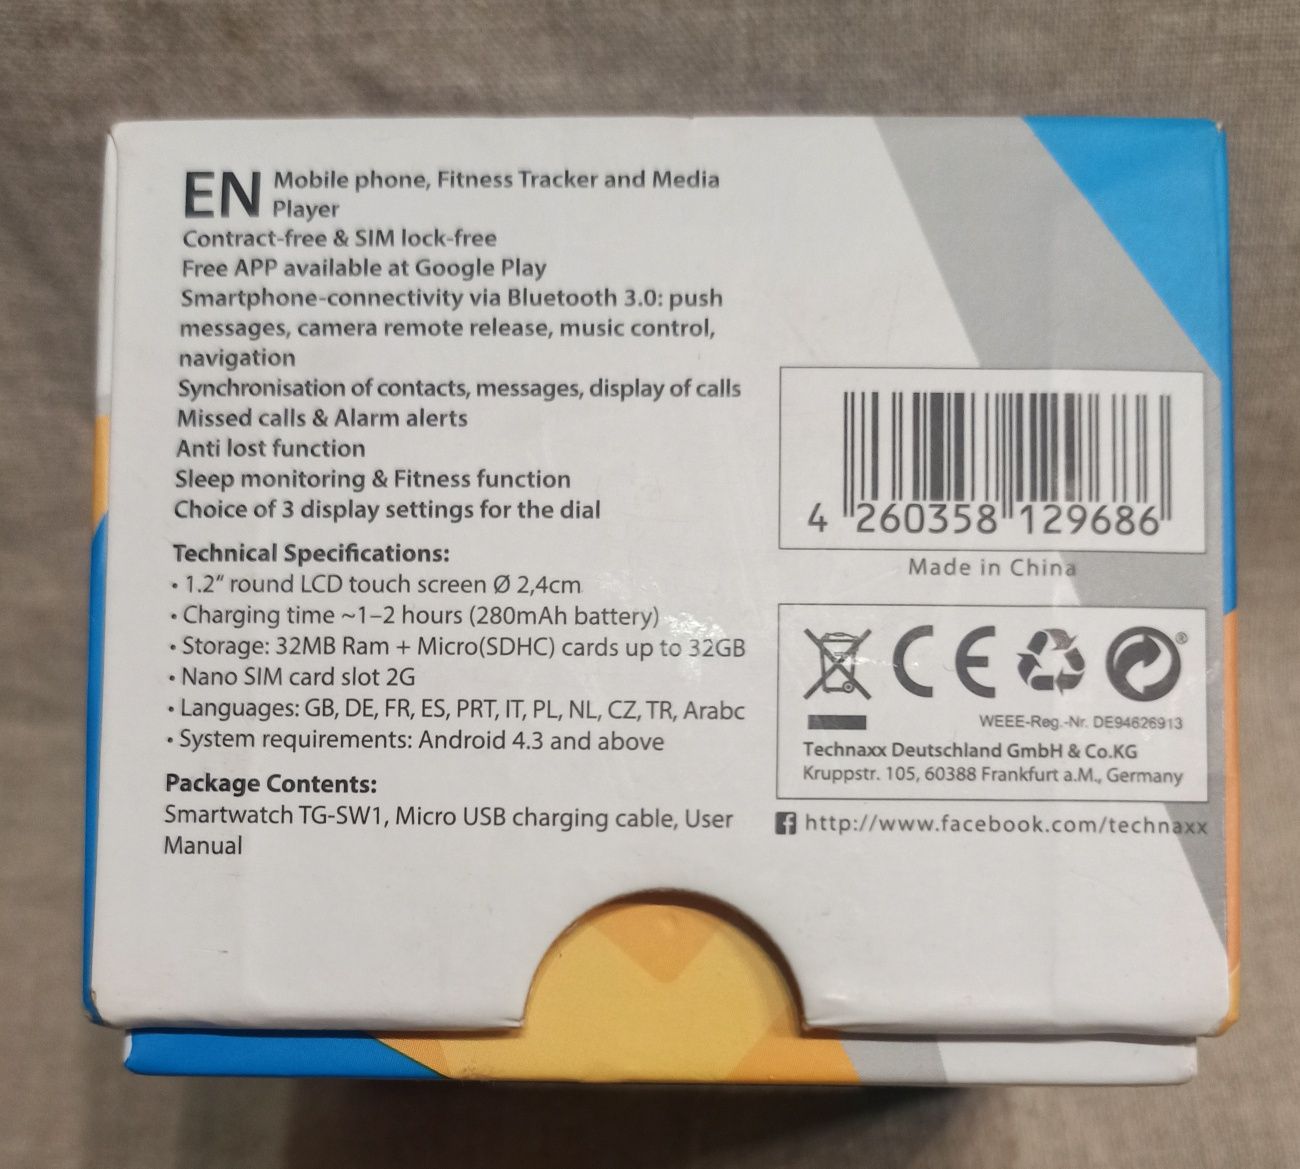 EN Mobile phone, Fitness Tracker and Media
Player
Contract-free & SIM lock-free
Free APP available at Google Play
Smartphone-connectivity via Bluetooth 3.0: push
messages, camera remote release, music control,
navigation
Synchronisation of contacts, messages, display of calls
Missed calls & Alarm alerts
Anti lost function
Sleep monitoring & Fitness function
Choice of 3 display settings for the dial
Technical Specifications:
• 1.2“ round LCD touch screen Ø 2,4cm
• Charging time ~1–2 hours (280mAh battery)
• Storage: 32MB Ram + Micro(SDHC) cards up to 32GB
• Nano SIM card slot 2G
• Languages: GB, DE, FR, ES, PRT, IT, PL, NL, CZ, TR, Arabc
• System requirements: Android 4.3 and above
Package Contents:
Smartwatch TG-SW1, Micro USB charging cable, User
Manual
4 260358 129686
Made in China
CE ®
WEEE-Reg.-Nr. DE94626913
Technaxx Deutschland GmbH & Co.KG
Kruppstr. 105, 60388 Frankfurt a.M., Germany
f http://www.facebook.com/technaxx